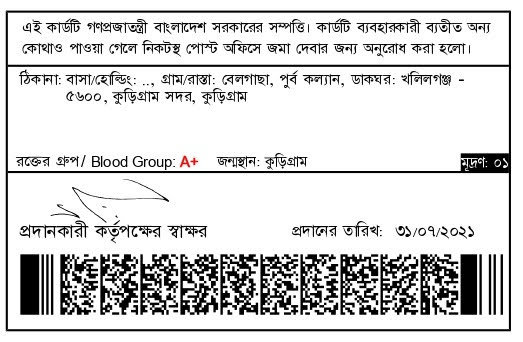 এই কার্ডটি গণপ্রজাতন্ত্রী বাংলাদেশ সরকারের সম্পত্তি। কার্ডটি ব্যবহারকারী ব্যতীত অন্য
কোথাও পাওয়া গেলে নিকটস্থ পোস্ট অফিসে জমা দেবার জন্য অনুরোধ করা হলো।
ঠিকানা: বাসা/হোল্ডিং: .., গ্রাম/রাস্তা: বেলগাছা, পুর্ব কল্যান, ডাকঘর: খলিলগঞ্জ -
৫৬০০, কুড়িগ্রাম সদর, কুড়িগ্রাম
রক্তের গ্রুপ/ Blood Group: A+ জন্মস্থান: কুড়িগ্রাম মূদ্রণ: ০১
প্রদানকারী কর্তৃপক্ষের স্বাক্ষর প্রদানের তারিখ: ৩১/০৭/২০২১